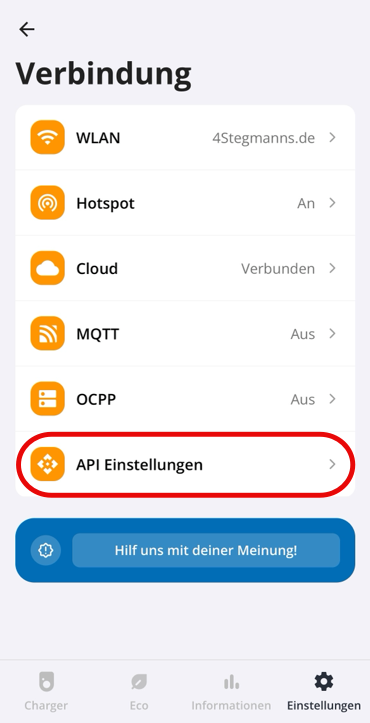 Verbindung
WLAN 4Stegmanns.de
Hotspot An
Cloud Verbunden
MQTT Aus
OCPP Aus
API Einstellungen
Hilf uns mit deiner Meinung!
Charger Eco Informationen Einstellungen